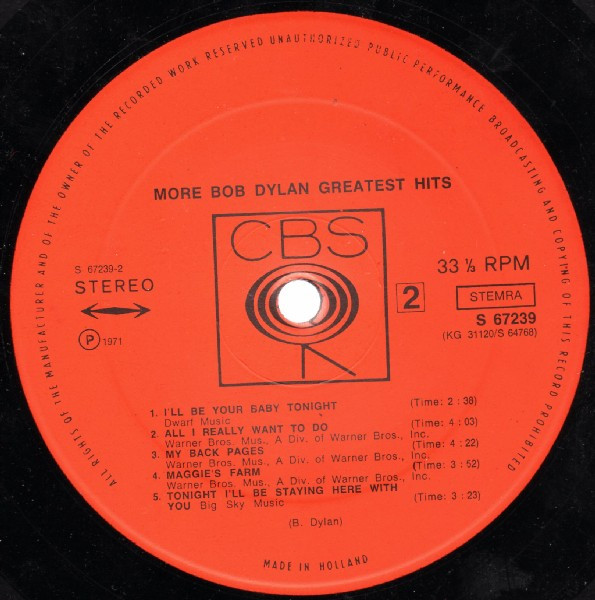 ALL RIGHTS OF THE MANUFACTURER AND OF THE OWNER OF THE RECORDED WORK RESERVED UNAUTHORIZED PUBLIC PERFORMANCE BROADCASTING AND COPYING OF THIS RECORD PROHIBITED
MORE BOB DYLAN GREATEST HITS
CBS
S 67239-2
STEREO
P 1971
33 ⅓ RPM
2
STEMRA
S 67239
(KG 31120/S 64768)
1. I'LL BE YOUR BABY TONIGHT (Time: 2 : 38)
Dwarf Music
2. ALL I REALLY WANT TO DO (Time: 4 : 03)
Warner Bros. Mus., A Div. of Warner Bros., Inc.
3. MY BACK PAGES (Time: 4 : 22)
Warner Bros. Mus., A Div. of Warner Bros., Inc.
4. MAGGIE'S FARM (Time: 3 : 52)
Warner Bros. Mus., A Div. of Warner Bros., Inc.
5. TONIGHT I'LL BE STAYING HERE WITH (Time: 3 : 23)
YOU Big Sky Music
(B. Dylan)
MADE IN HOLLAND